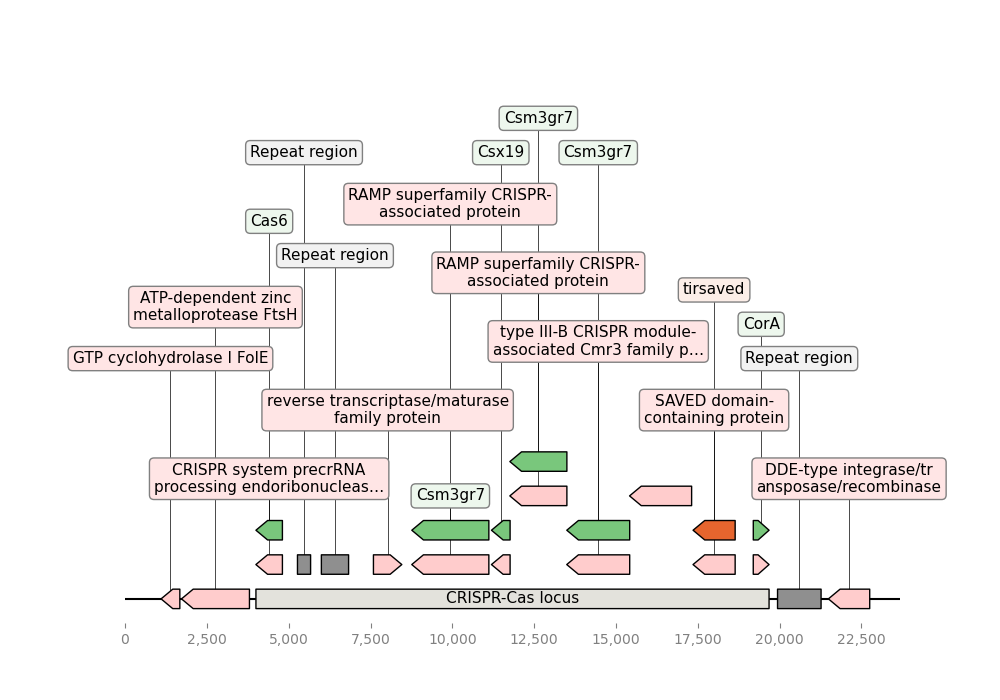 Csm3gr7
Repeat region
Csx19
Csm3gr7
RAMP superfamily CRISPR-
associated protein
Cas6
Repeat region
RAMP superfamily CRISPR-
associated protein
tirsaved
ATP-dependent zinc
metalloprotease FtsH
CorA
type III-B CRISPR module-
associated Cmr3 family p…
GTP cyclohydrolase I FolE
Repeat region
reverse transcriptase/maturase
family protein
SAVED domain-
containing protein
CRISPR system precrRNA
processing endoribonucleas…
Csm3gr7
DDE-type integrase/tr
ansposase/recombinase
CRISPR-Cas locus
0 2,500 5,000 7,500 10,000 12,500 15,000 17,500 20,000 22,500